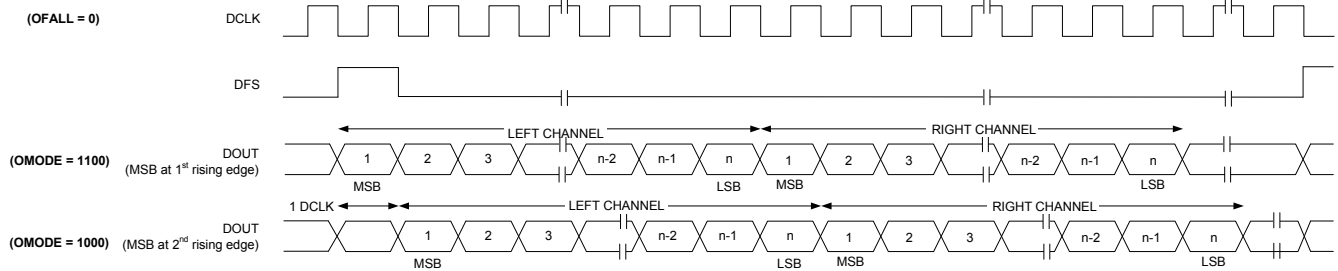 (OFALL = 0) DCLK
DFS
LEFT CHANNEL RIGHT CHANNEL
(OMODE = 1100) DOUT 1 2 3 n-2 n-1 n 1 2 3 n-2 n-1 n
(MSB at 1st rising edge)
MSB LSB MSB LSB
1 DCLK LEFT CHANNEL RIGHT CHANNEL
(OMODE = 1000) DOUT 1 2 3 n-2 n-1 n 1 2 3 n-2 n-1 n
(MSB at 2nd rising edge)
MSB LSB MSB LSB